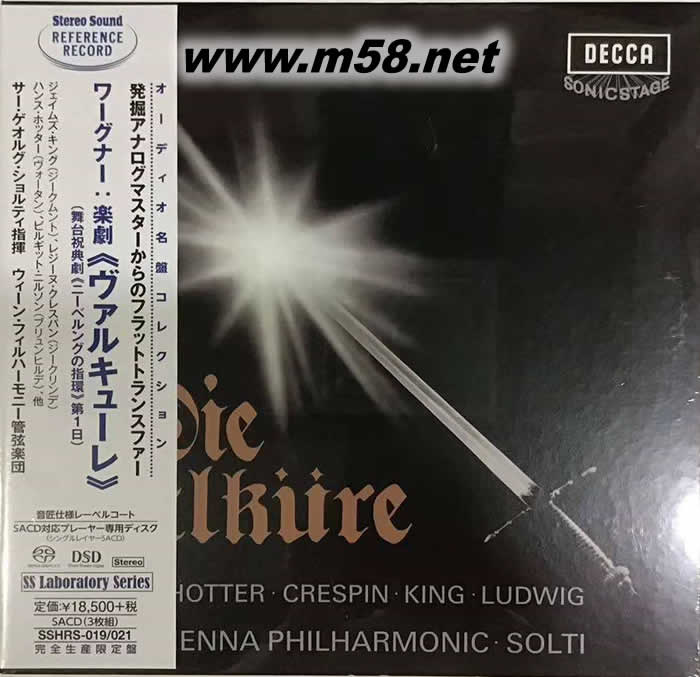 Stereo Sound
REFERENCE
RECORD
www.m58.net
DECCA
SONICSTAGE
オーディオ名盤コレクション
発掘アナログマスターからのフラットトランスファー
ワーグナー：楽劇《ヴァルキューレ》
(舞台祝典劇《ニーベルングの指環》第1日)
ジェイムズ・キング(ジークムント)、レジーヌ・クレスパン(ジークリンデ)
ハンス・ホッター(ヴォータン)、ビルギット・ニルソン(ブリュンヒルデ)、他
サー・ゲオルグ・ショルティ指揮 ウィーン・フィルハーモニー管弦楽団
Die
lküre
音匠仕様レーベルコート
SACD対応プレーヤー専用ディスク
(シングルレイヤーSACD)
DSD
Stereo
SS Laboratory Series
定価:¥18,500+税
SACD(3枚組)
SSHRS-019/021
完全生産限定盤
HOTTER · CRESPIN · KING · LUDWIG
ENNA PHILHARMONIC · SOLTI